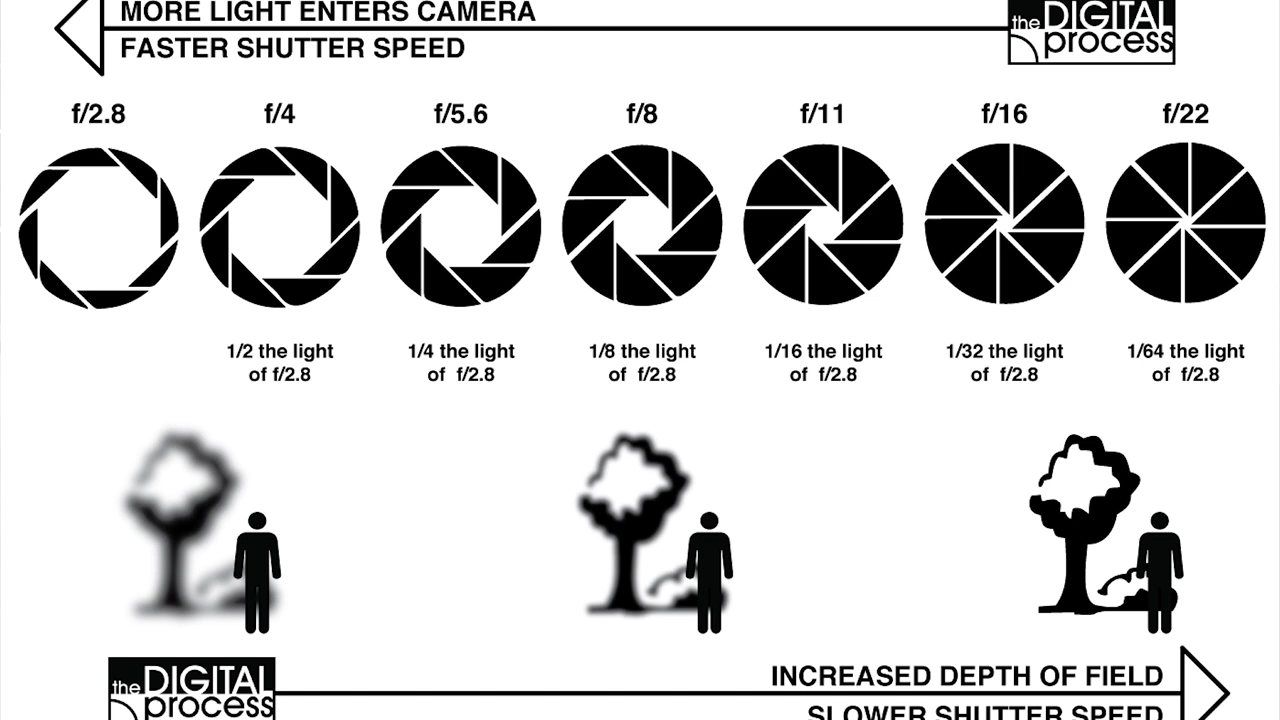 MORE LIGHT ENTERS CAMERA
the DIGITAL
process
FASTER SHUTTER SPEED
f/2.8 f/4 f/5.6 f/8 f/11 f/16 f/22
1/2 the light 1/4 the light 1/8 the light 1/16 the light 1/32 the light 1/64 the light
of f/2.8 of f/2.8 of f/2.8 of f/2.8 of f/2.8 of f/2.8
the DIGITAL
process
INCREASED DEPTH OF FIELD
SLOWER SHUTTER SPEED